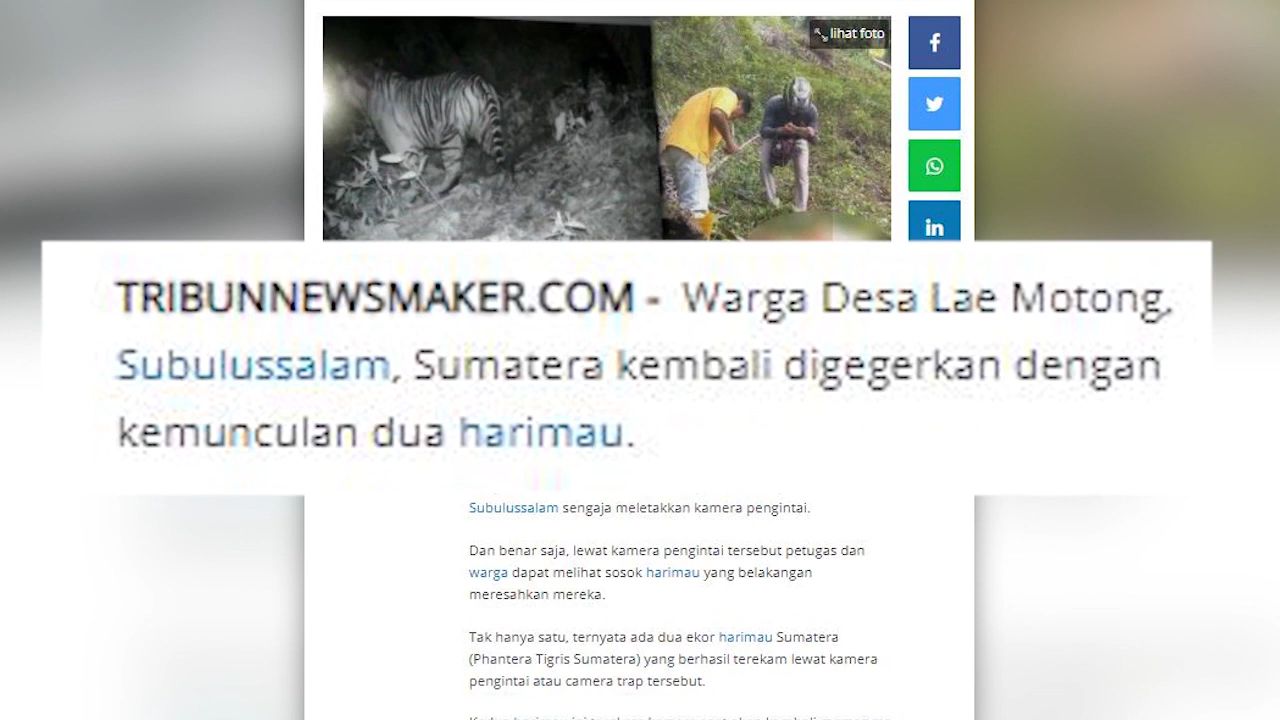 lihat foto
TRIBUNNEWSMAKER.COM - Warga Desa Lae Motong,
Subulussalam, Sumatera kembali digegerkan dengan
kemunculan dua harimau.
Subulussalam sengaja meletakkan kamera pengintai.
Dan benar saja, lewat kamera pengintai tersebut petugas dan
warga dapat melihat sosok harimau yang belakangan
meresahkan mereka.
Tak hanya satu, ternyata ada dua ekor harimau Sumatera
(Phantera Tigris Sumatera) yang berhasil terekam lewat kamera
pengintai atau camera trap tersebut.